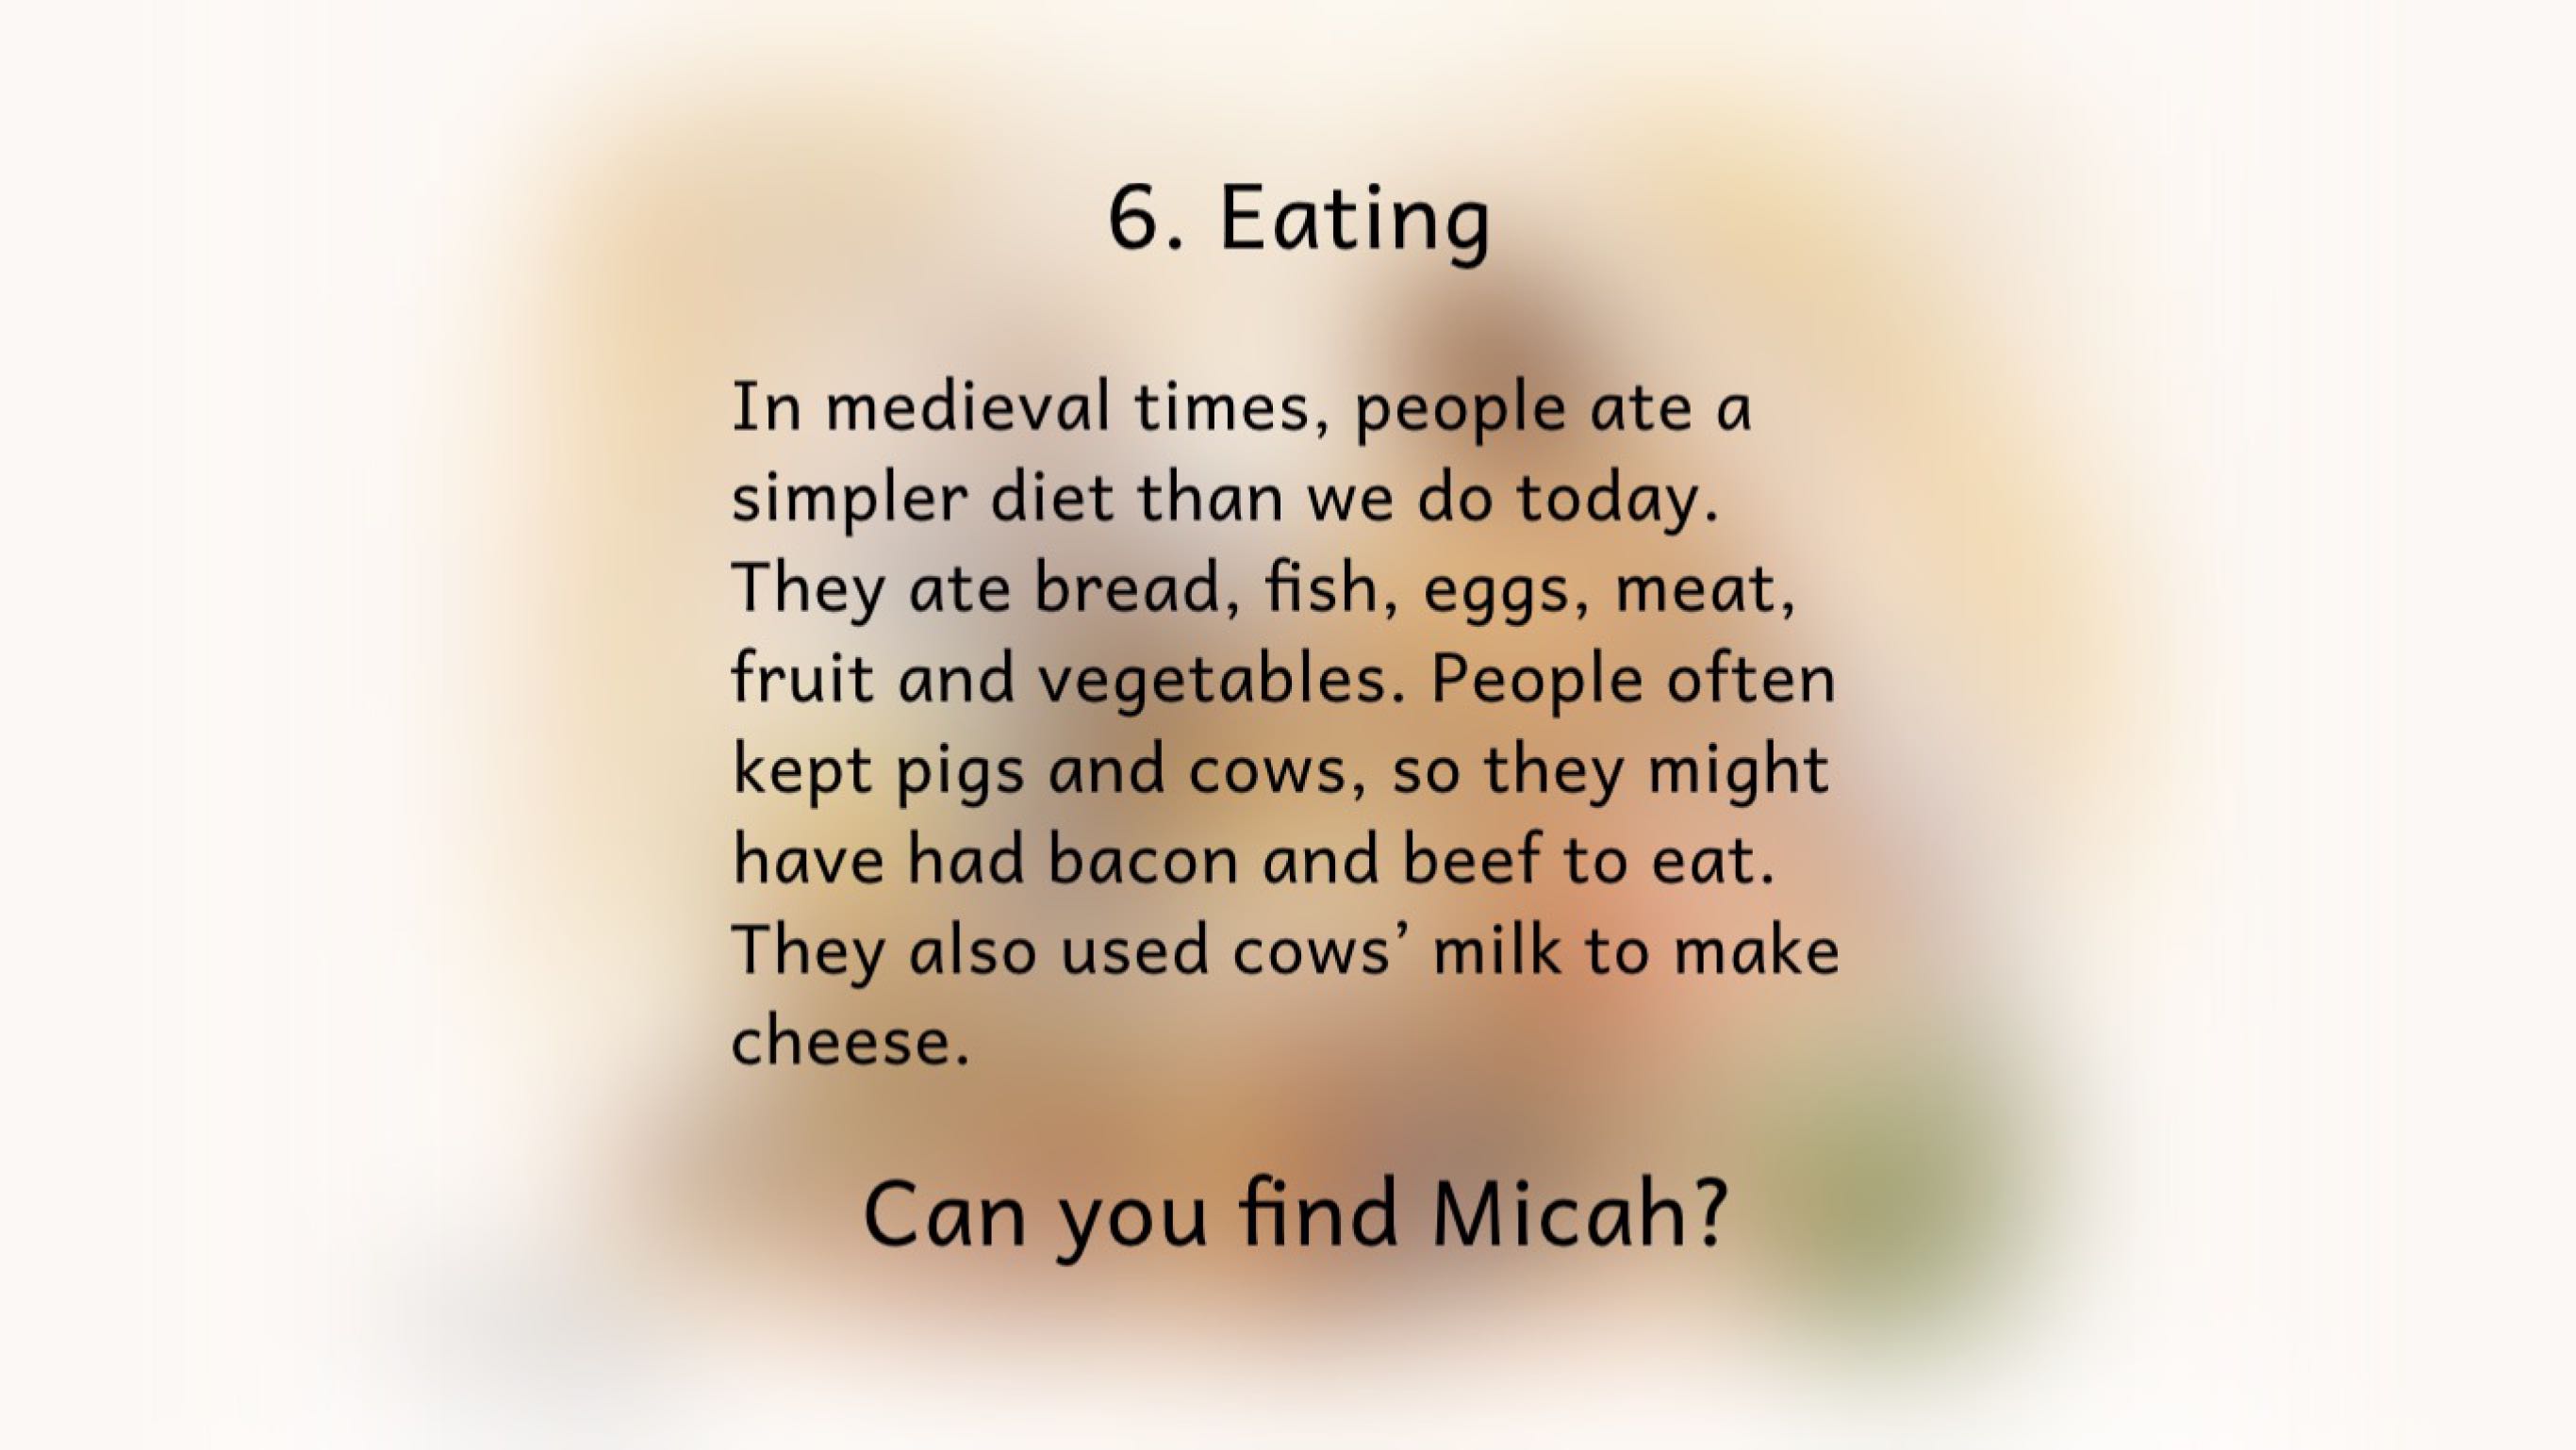 6. Eating
In medieval times, people ate a
simpler diet than we do today.
They ate bread, fish, eggs, meat,
fruit and vegetables. People often
kept pigs and cows, so they might
have had bacon and beef to eat.
They also used cows’ milk to make
cheese.
Can you find Micah?